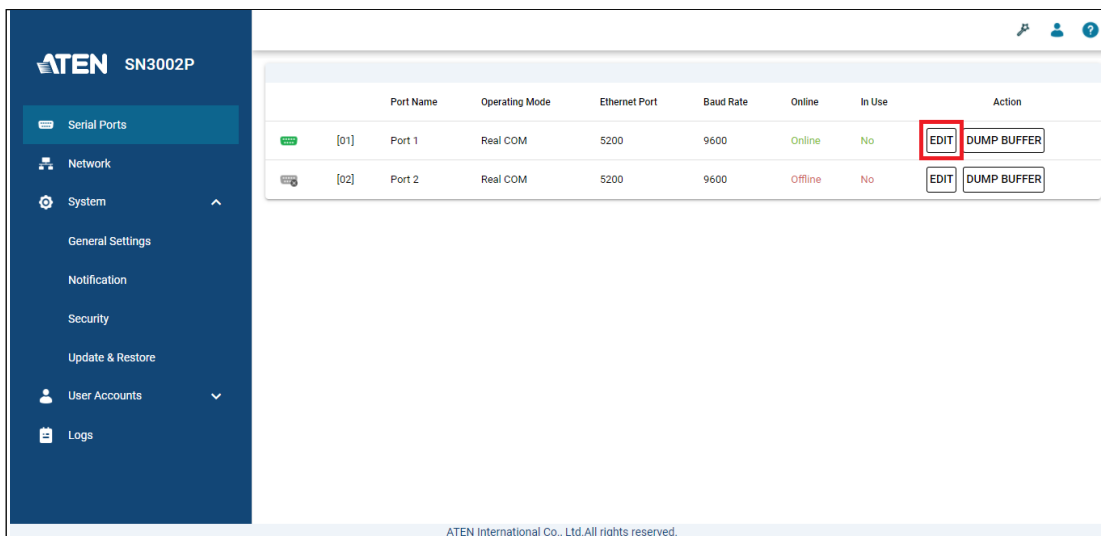 ATEN SN3002P
Serial Ports
Network
System
General Settings
Notification
Security
Update & Restore
User Accounts
Logs
?
Port Name Operating Mode Ethernet Port Baud Rate Online In Use Action
[01] Port 1 Real COM 5200 9600 Online No EDIT DUMP BUFFER
[02] Port 2 Real COM 5200 9600 Offline No EDIT DUMP BUFFER
ATEN International Co., Ltd.All rights reserved.